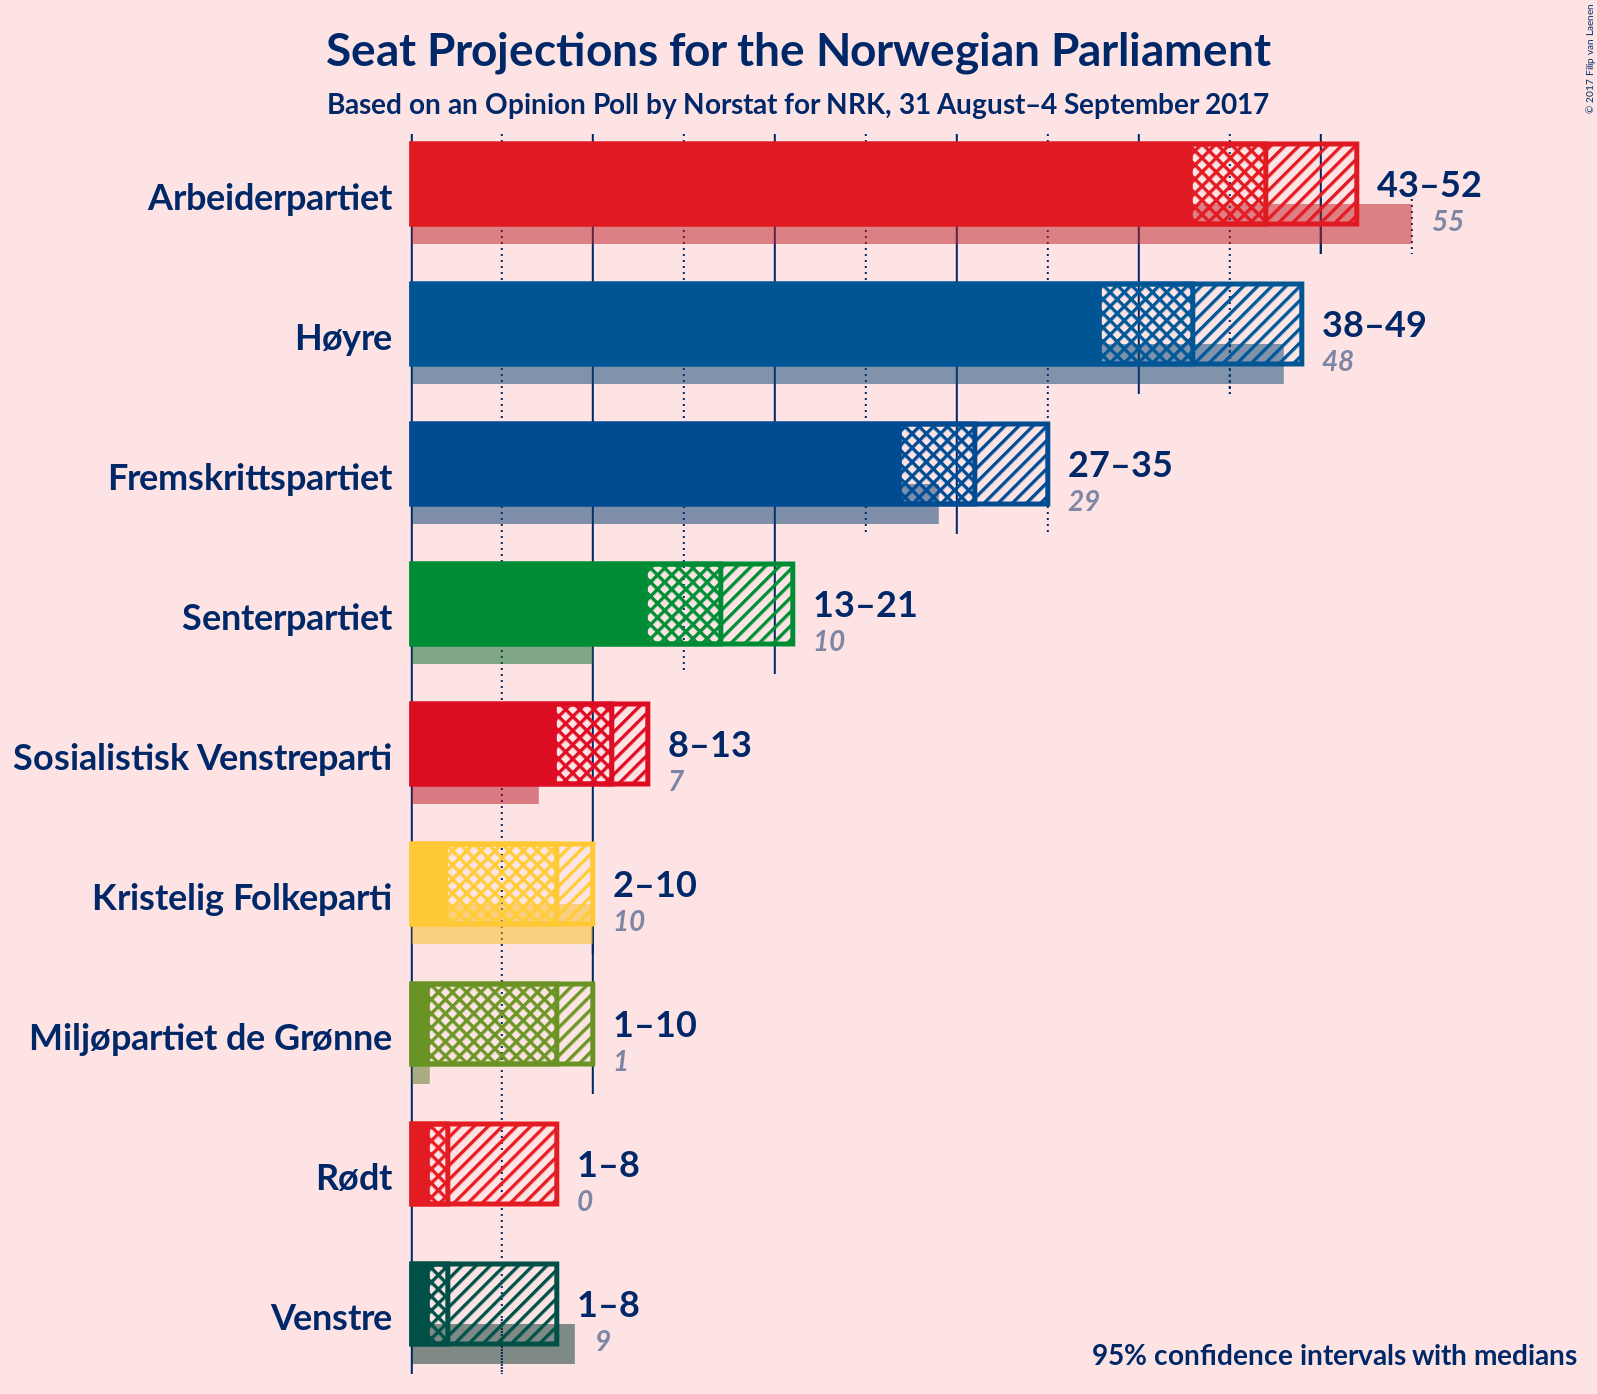 Seat Projections for the Norwegian Parliament
Based on an Opinion Poll by Norstat for NRK, 31 August–4 September 2017
© 2017 Filip van Laenen
Arbeiderpartiet
43–52
55
Høyre
38–49
48
Fremskrittspartiet
27–35
29
Senterpartiet
13–21
10
Sosialistisk Venstreparti
8–13
7
Kristelig Folkeparti
2–10
10
Miljøpartiet de Grønne
1–10
1
Rødt
1–8
0
Venstre
1–8
9
95% confidence intervals with medians